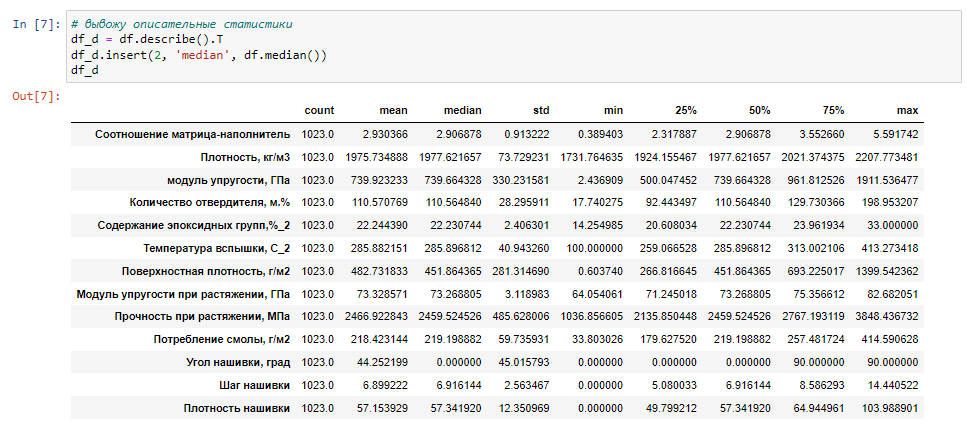 In [7]: # бывожу описательные статистики
df_d = df.describe().T
df_d.insert(2, 'median', df.median())
df_d
Out[7]:
count mean median std min 25% 50% 75% max
Соотношение матрица-наполнитель 1023.0 2.930366 2.906878 0.913222 0.389403 2.317887 2.906878 3.552660 5.591742
Плотность, кг/м3 1023.0 1975.734888 1977.621657 73.729231 1731.764635 1924.155467 1977.621657 2021.374375 2207.773481
модуль упругости, ГПа 1023.0 739.923233 739.664328 330.231581 2.436909 500.047452 739.664328 961.812526 1911.536477
Количество отвердителя, м.% 1023.0 110.570769 110.564840 28.295911 17.740275 92.443497 110.564840 129.730366 198.953207
Содержание эпоксидных групп,%_2 1023.0 22.244390 22.230744 2.406301 14.254985 20.608034 22.230744 23.961934 33.000000
Температура вспышки, С_2 1023.0 285.882151 285.896812 40.943260 100.000000 259.066528 285.896812 313.002106 413.273418
Поверхностная плотность, г/м2 1023.0 482.731833 451.864365 281.314690 0.603740 266.816645 451.864365 693.225017 1399.542362
Модуль упругости при растяжении, ГПа 1023.0 73.328571 73.268805 3.118983 64.054061 71.245018 73.268805 75.356612 82.682051
Прочность при растяжении, МПа 1023.0 2466.922843 2459.524526 485.628006 1036.856605 2135.850448 2459.524526 2767.193119 3848.436732
Потребление смолы, г/м2 1023.0 218.423144 219.198882 59.735931 33.803026 179.627520 219.198882 257.481724 414.590628
Угол нашивки, град 1023.0 44.252199 0.000000 45.015793 0.000000 0.000000 0.000000 90.000000 90.000000
Шаг нашивки 1023.0 6.899222 6.916144 2.563467 0.000000 5.080033 6.916144 8.586293 14.440522
Плотность нашивки 1023.0 57.153929 57.341920 12.350969 0.000000 49.799212 57.341920 64.944961 103.988901